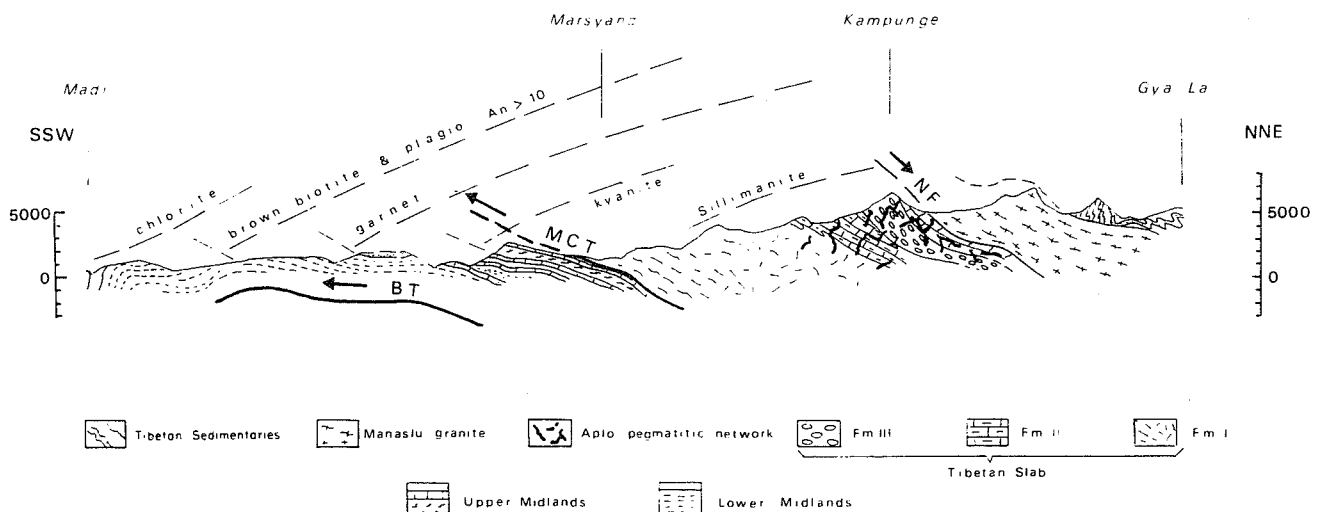 Marsyand
Kampunge
Madi
Gya La
SSW
NNE
chlorite
brown biotite & plagio An > 10
garnet
kyanite
Sillimanite
NF
MCT
BT
5000
0
5000
0
Tibetan Sedimentaries
Manaslu granite
Aplo pegmatitic network
Fm III
Fm II
Fm I
Tibetan Slab
Upper Midlands
Lower Midlands